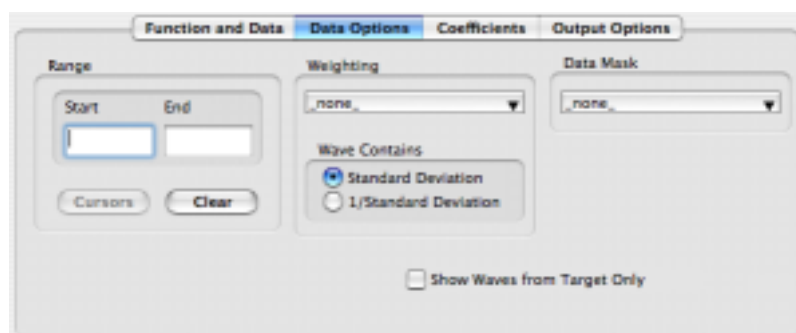 Function and Data Data Options Coefficients Output Options
Range
Start End
Cursors Clear
Weighting
_none_
Wave Contains
Standard Deviation
1/Standard Deviation
Data Mask
_none_
Show Waves from Target Only